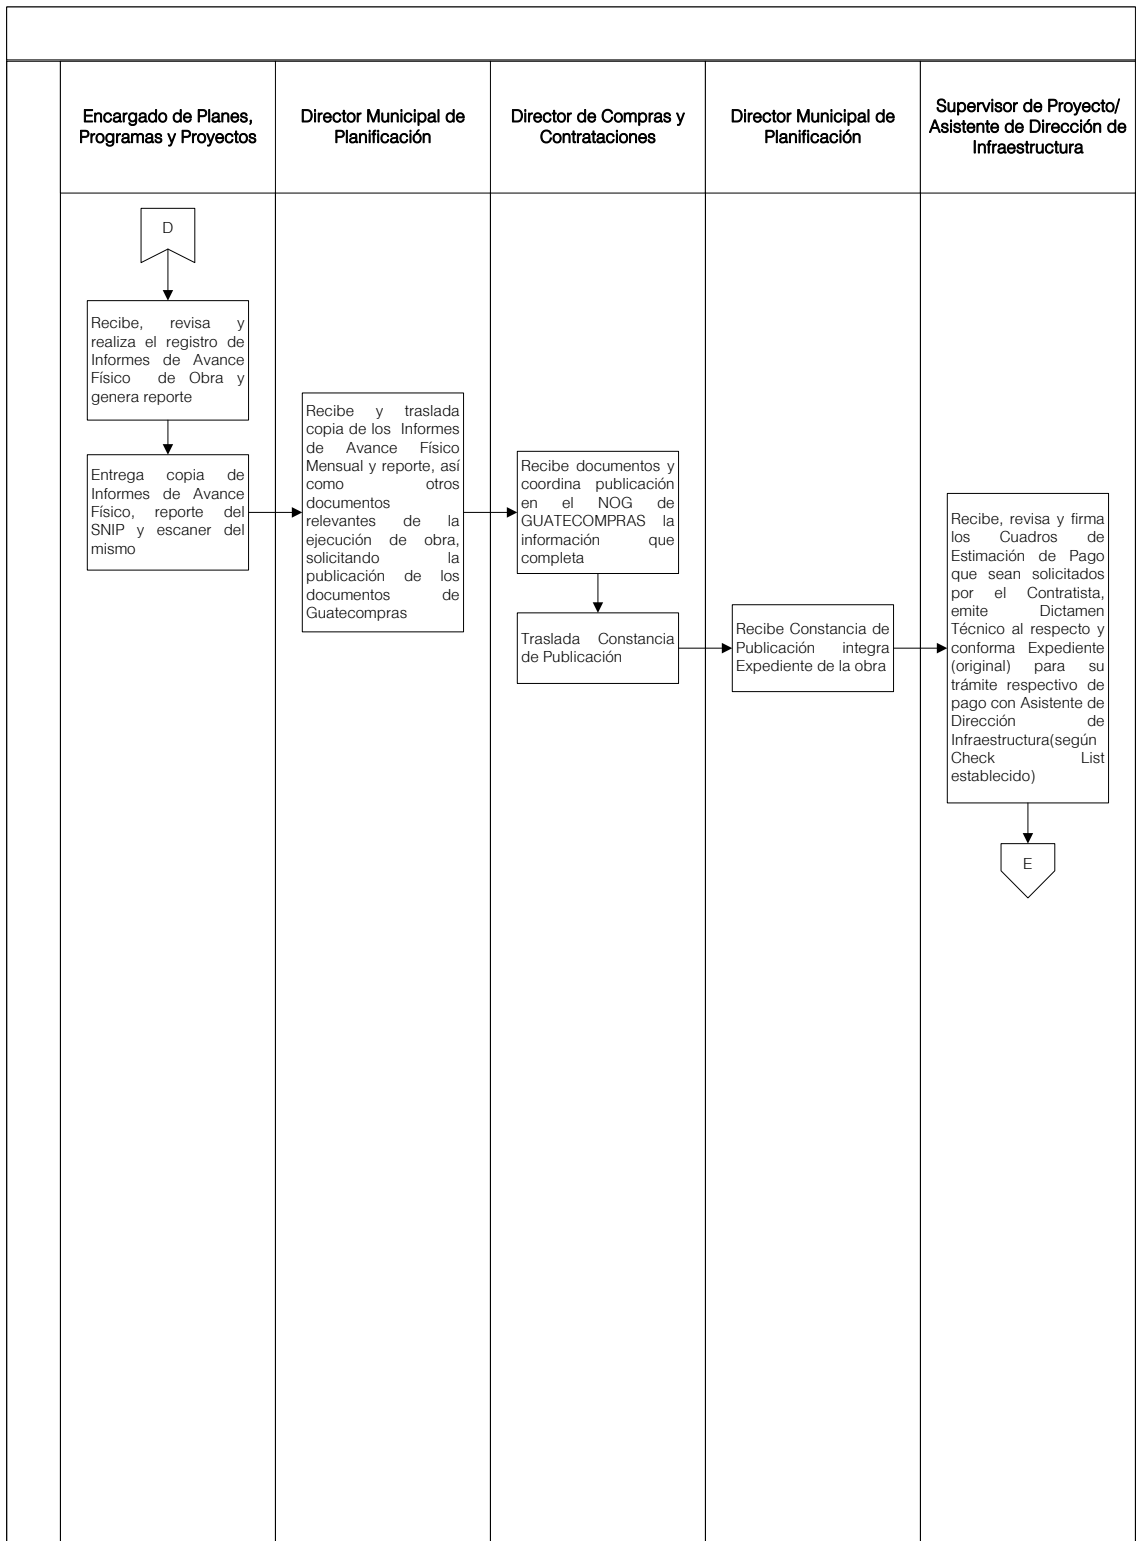 Encargado de Planes,
Programas y Proyectos
Director Municipal de
Planificación
Director de Compras y
Contrataciones
Director Municipal de
Planificación
Supervisor de Proyecto/
Asistente de Dirección de
Infraestructura
D
Recibe, revisa y
realiza el registro de
Informes de Avance
Físico de Obra y
genera reporte
Entrega copia de
Informes de Avance
Físico, reporte del
SNIP y escaner del
mismo
Recibe y traslada
copia de los Informes
de Avance Físico
Mensual y reporte, así
como otros
documentos
relevantes de la
ejecución de obra,
solicitando la
publicación de los
documentos de
Guatecompras
Recibe documentos y
coordina publicación
en el NOG de
GUATECOMPRAS la
información que
completa
Traslada Constancia
de Publicación
Recibe Constancia de
Publicación integra
Expediente de la obra
Recibe, revisa y firma
los Cuadros de
Estimación de Pago
que sean solicitados
por el Contratista,
emite Dictamen
Técnico al respecto y
conforma Expediente
(original) para su
trámite respectivo de
pago con Asistente de
Dirección de
Infraestructura(según
Check List
establecido)
E